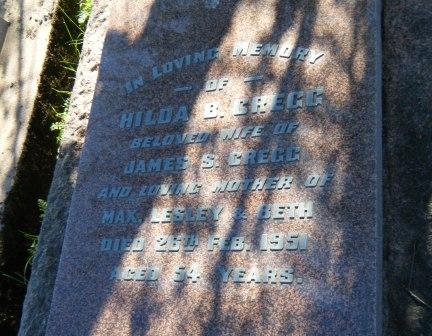 IN LOVING MEMORY
— OF —
HILDA B. GREGG
BELOVED WIFE OF
JAMES S. GREGG
AND LOVING MOTHER OF
MAX, LESLEY & BETH
DIED 26TH FEB. 1951
AGED 54 YEARS.